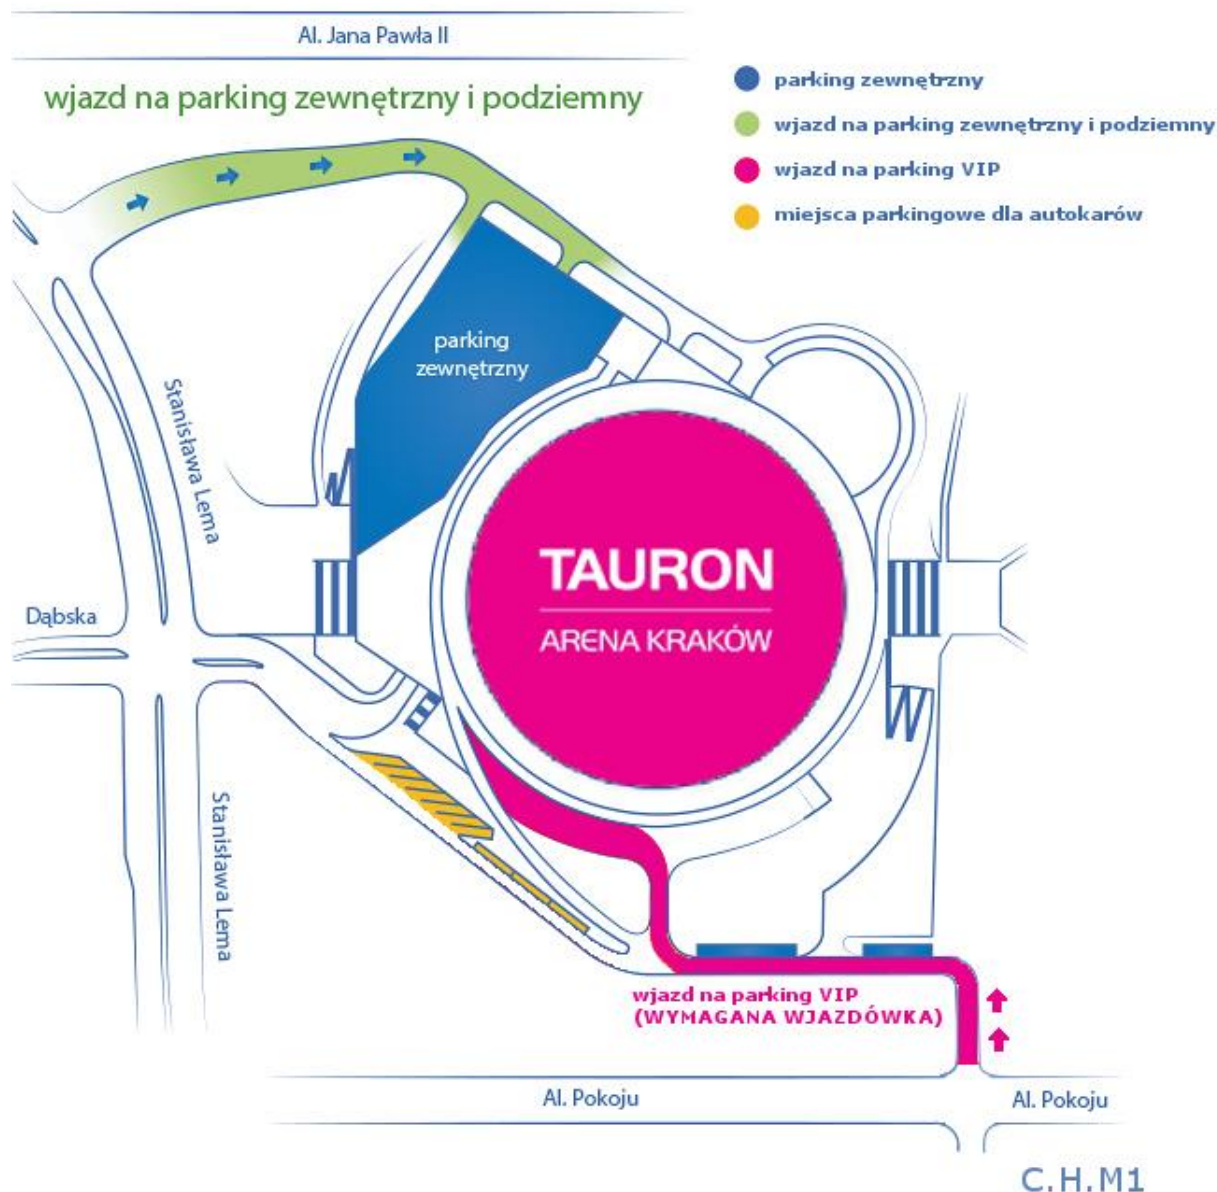 Al. Jana Pawła II
wjazd na parking zewnętrzny i podziemny
parking zewnętrzny
wjazd na parking zewnętrzny i podziemny
wjazd na parking VIP
miejsca parkingowe dla autokarów
parking
zewnętrzny
Stanisława Lema
TAURON
ARENA KRAKÓW
Dąbska
Stanisława Lema
wjazd na parking VIP
(WYMAGANA WJAZDÓWKA)
Al. Pokoju
Al. Pokoju
C.H.M1